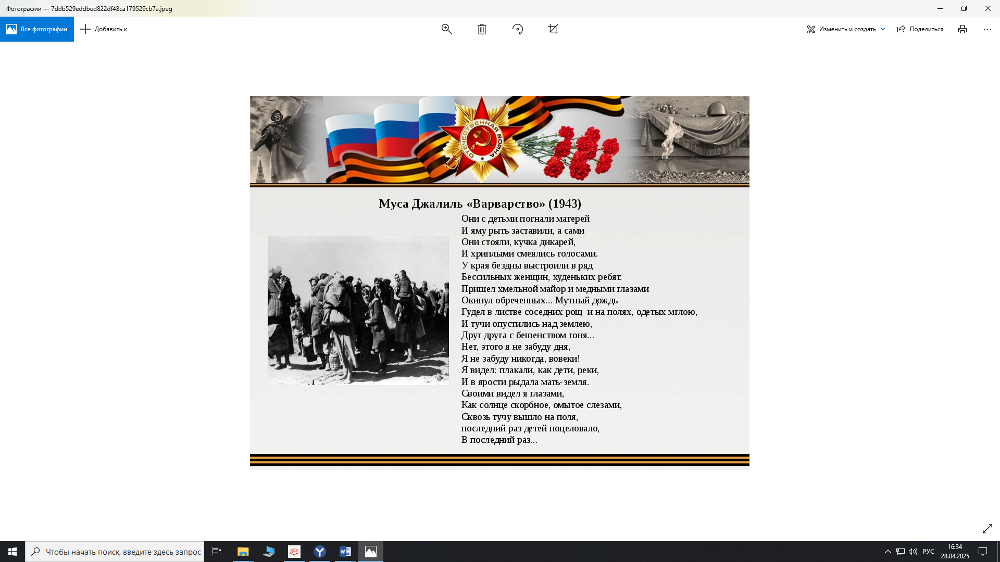 Фотографии — 7ddb529eddbed822df48ca179529cb7a.jpeg
Все фотографии
Добавить к
Изменить и создать
Поделиться
ОТЕЧЕСТВЕННАЯ ВОЙНА
Муса Джалиль «Варварство» (1943)
Они с детьми погнали матерей
И яму рыть заставили, а сами
Они стояли, кучка дикарей,
И хриплыми смеялись голосами.
У края бездны выстроили в ряд
Бессильных женщин, худеньких ребят.
Пришел хмельной майор и медными глазами
Окинул обреченных... Мутный дождь
Гудел в листве соседних рощ  и на полях, одетых мглою,
И тучи опустились над землею,
Друг друга с бешенством гоня...
Нет, этого я не забуду дня,
Я не забуду никогда, вовеки!
Я видел: плакали, как дети, реки,
И в ярости рыдала мать-земля.
Своими видел я глазами,
Как солнце скорбное, омытое слезами,
Сквозь тучу вышло на поля,
последний раз детей поцеловало,
В последний раз...
Чтобы начать поиск, введите здесь запрос
РУС
16:34
28.04.2025